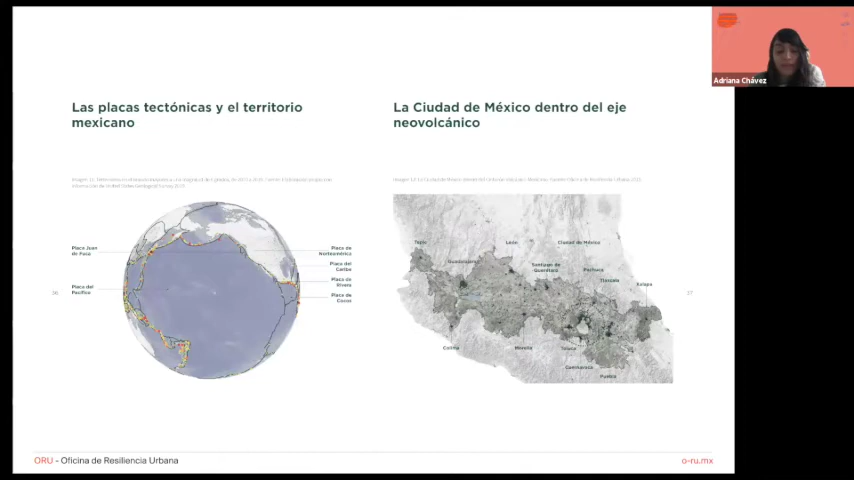 Adriana Chávez
Las placas tectónicas y el territorio
mexicano
La Ciudad de México dentro del eje
neovolcánico
Placa Juan
de Fuca
Placa del
Pacífico
Placa de
Norteamérica
Placa del
Caribe
Placa de
Rivera
Placa de
Cocos
36
Tepic
León
Ciudad de México
Guadalajara
Santiago de
Querétaro
Pachuca
Tlaxcala
Xalapa
Colima
Morelia
Toluca
Cuernavaca
Puebla
37
ORU - Oficina de Resiliencia Urbana
o-ru.mx